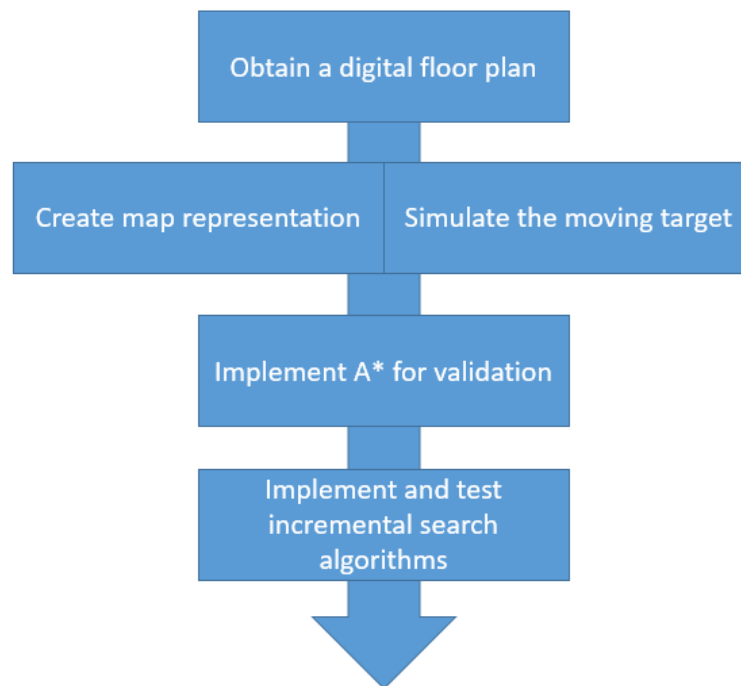 Obtain a digital floor plan
Create map representation
Simulate the moving target
Implement A* for validation
Implement and test
incremental search
algorithms